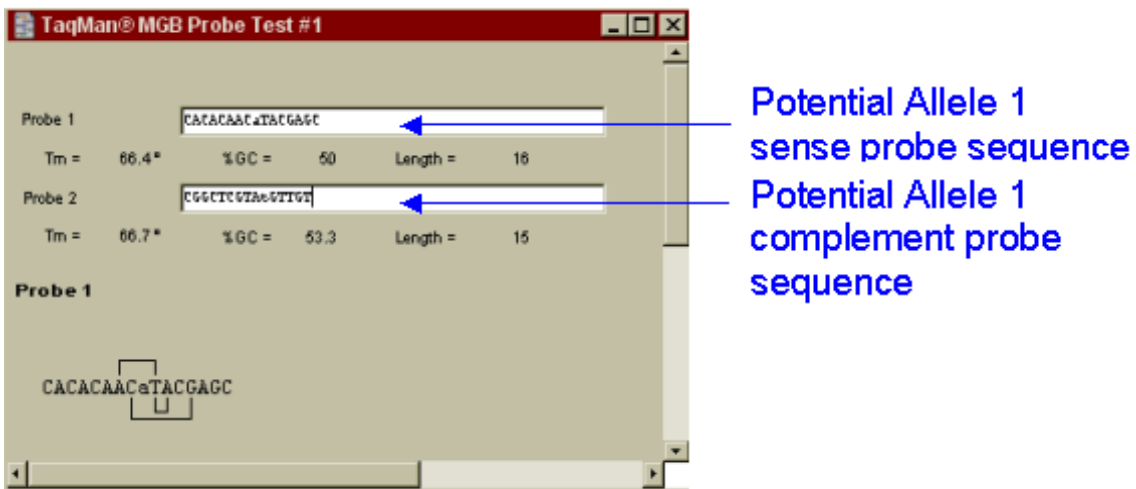 TaqMan® MGB Probe Test #1
Probe 1 CACACAACaTACGAGC
Tm = 66.4° %GC = 50 Length = 16
Probe 2 CGGCTCGTAtGTTGT
Tm = 66.7° %GC = 53.3 Length = 15
Probe 1
CACACAACaTACGAGC
Potential Allele 1
sense probe sequence
Potential Allele 1
complement probe
sequence